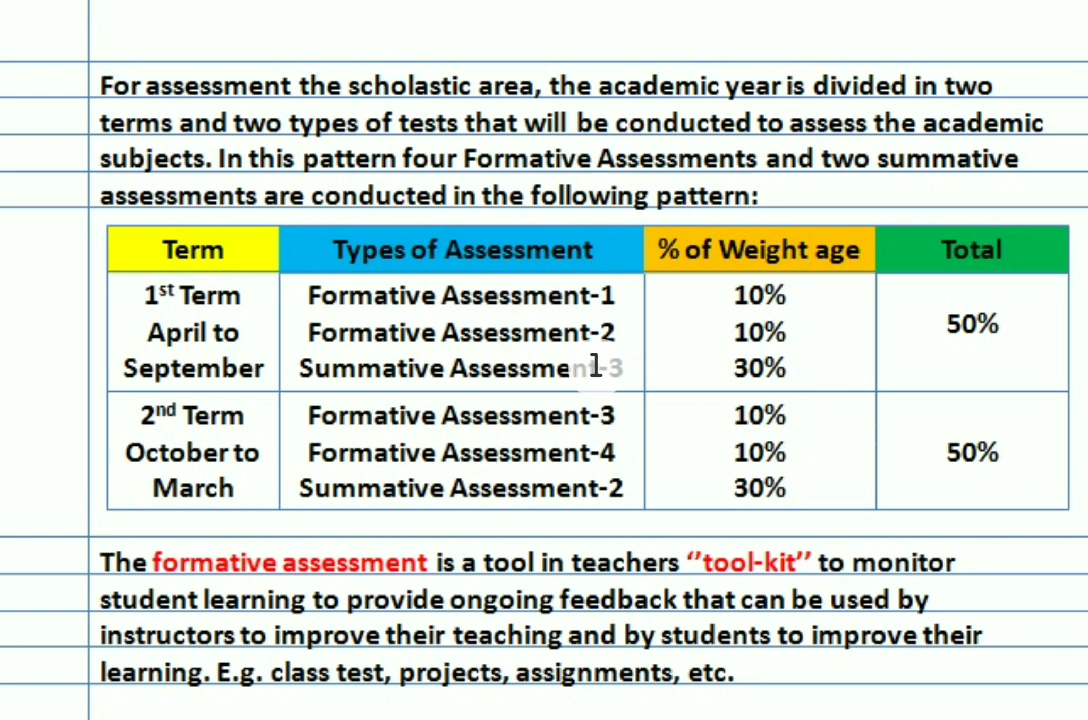 For assessment the scholastic area, the academic year is divided in two
terms and two types of tests that will be conducted to assess the academic
subjects. In this pattern four Formative Assessments and two summative
assessments are conducted in the following pattern:
Term Types of Assessment % of Weight age Total
1st Term Formative Assessment-1 10%
April to Formative Assessment-2 10% 50%
September Summative Assessment-3 30%
1
2nd Term Formative Assessment-3 10%
October to Formative Assessment-4 10% 50%
March Summative Assessment-2 30%
The formative assessment is a tool in teachers ‘‘tool-kit’’ to monitor
student learning to provide ongoing feedback that can be used by
instructors to improve their teaching and by students to improve their
learning. E.g. class test, projects, assignments, etc.